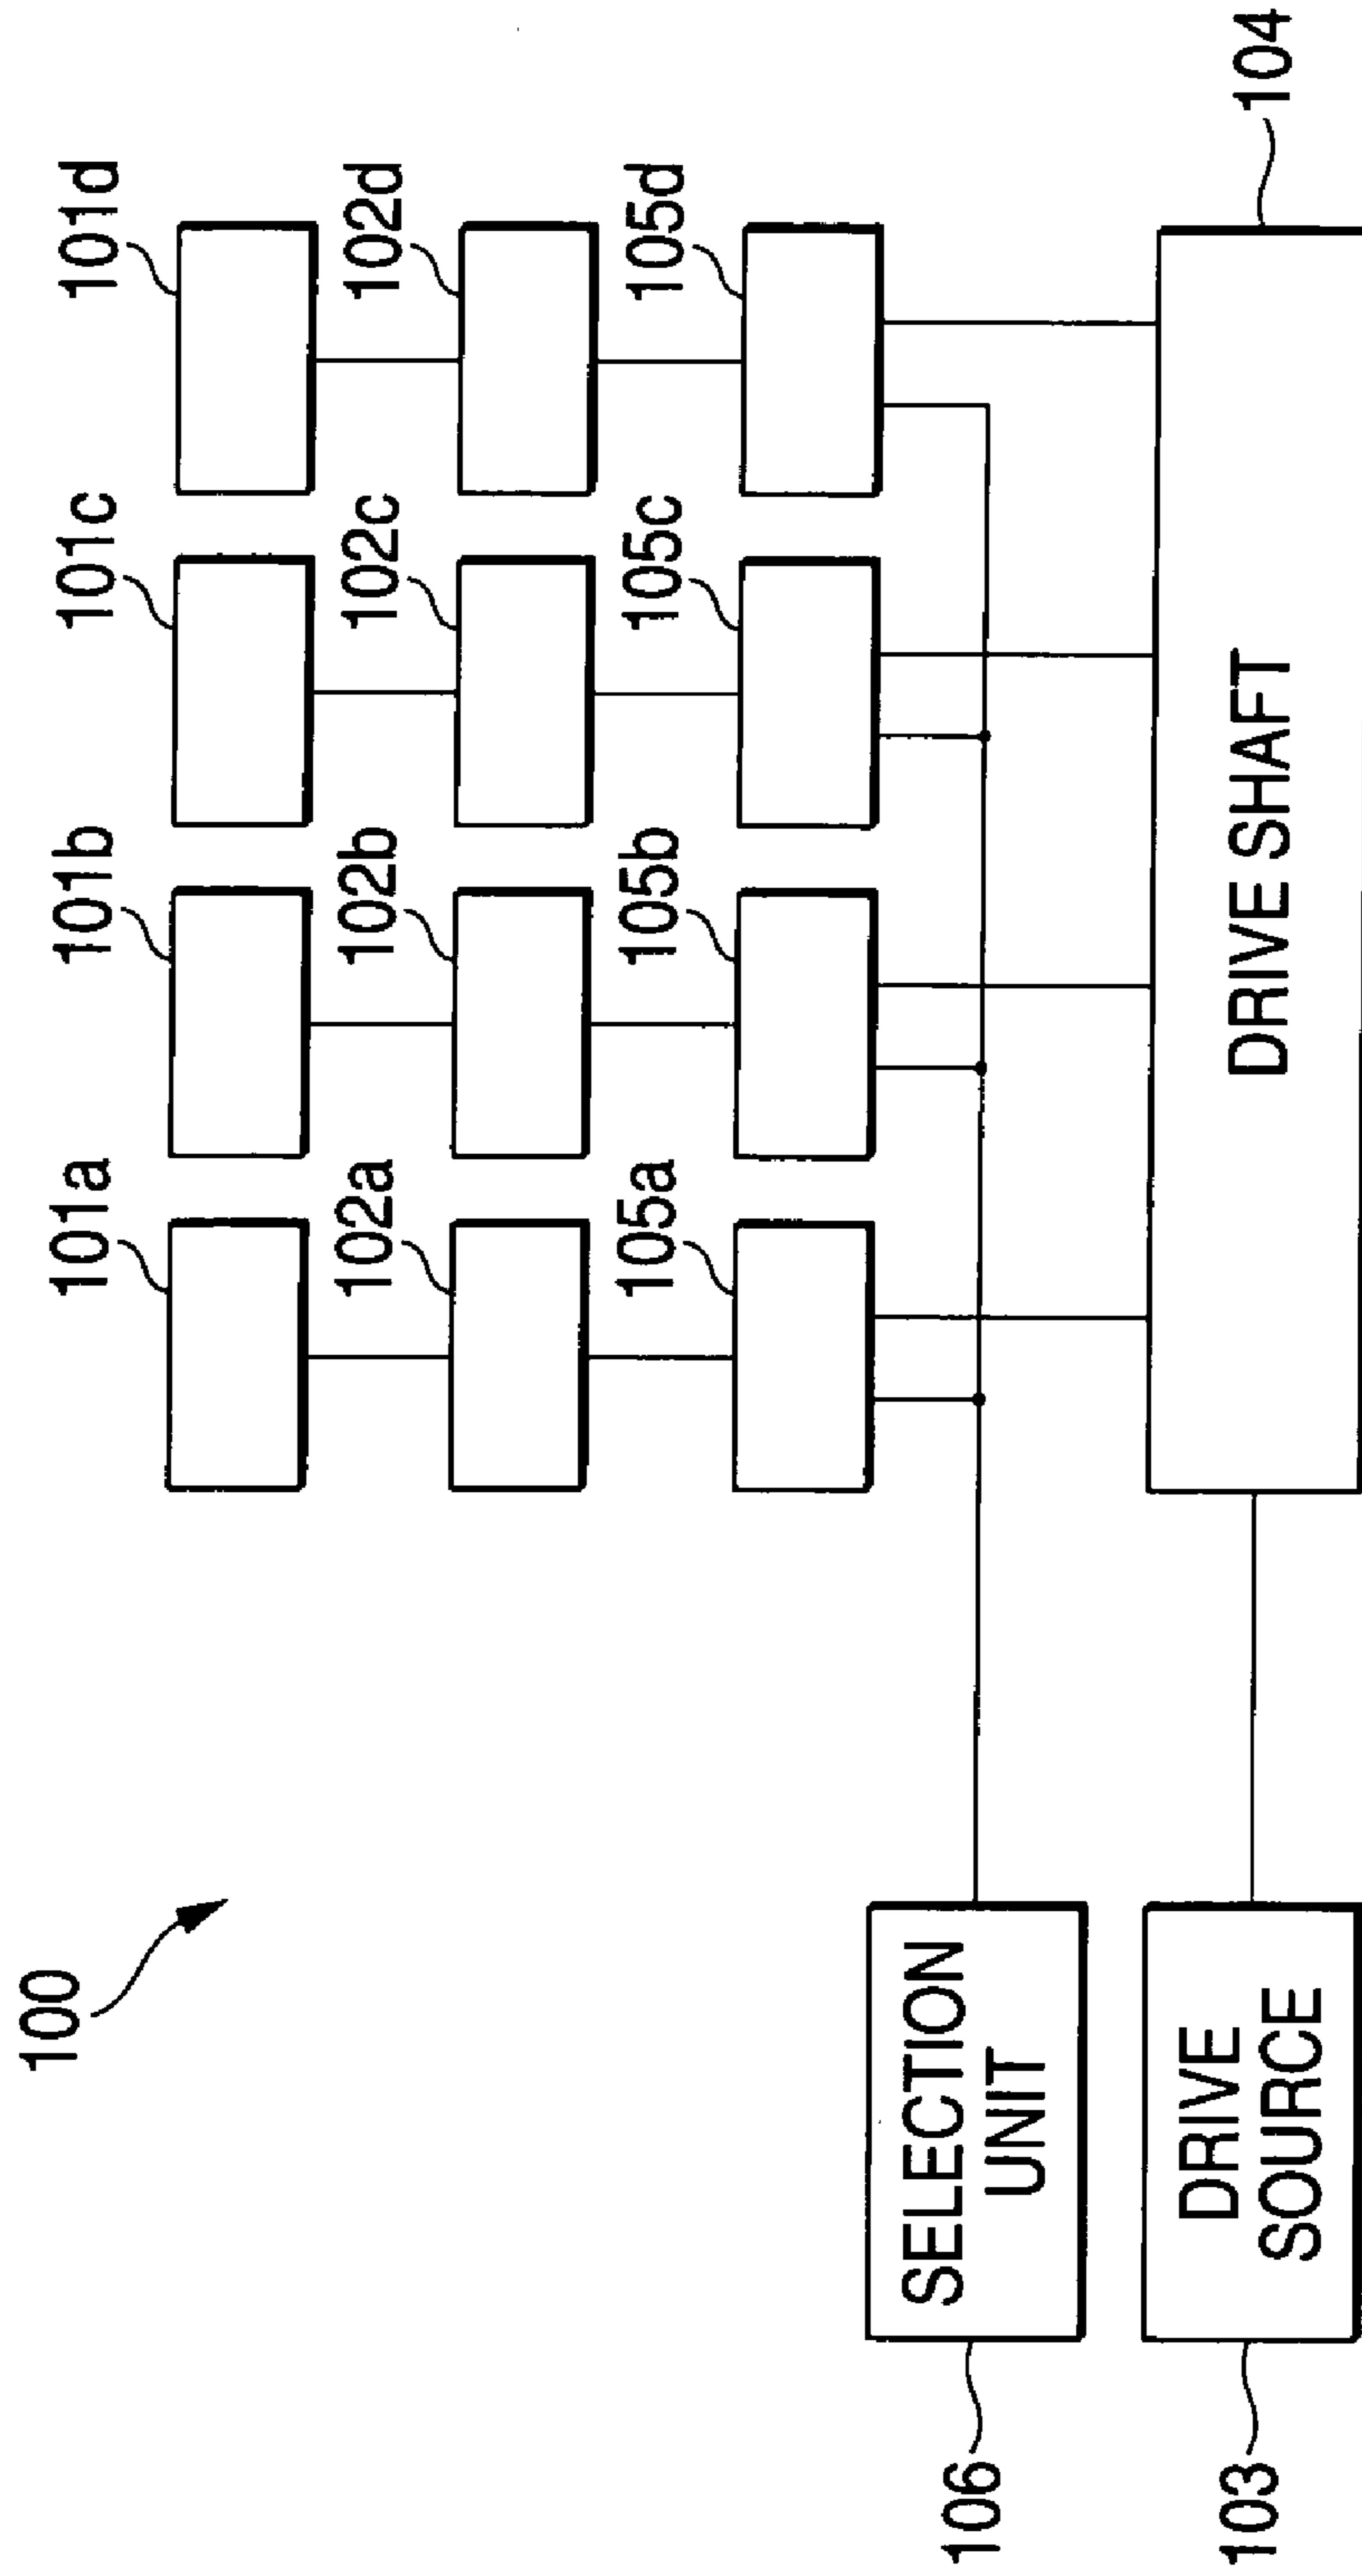 100
101a
101b
101c
101d
102a
102b
102c
102d
105a
105b
105c
105d
106
SELECTION
UNIT
103
DRIVE
SOURCE
DRIVE SHAFT
104